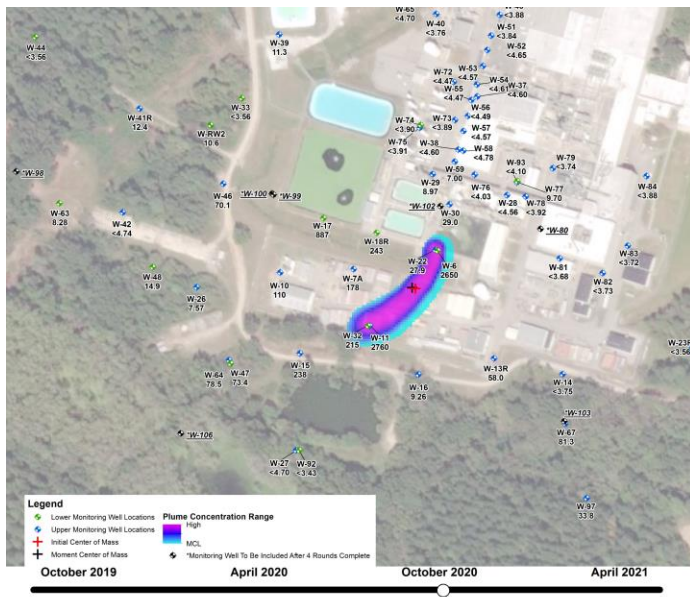 W-65
<4.70
W-40
<3.76
<3.88
W-51
<3.84
W-52
<4.65
W-44
<3.56
W-39
11.3
W-53
<4.57
W-72
<4.47
W-54
<4.61
W-37
<4.60
W-55
<4.47
W-33
<3.56
W-41R
12.4
W-RW2
10.6
W-56
<4.49
W-74
<3.90
W-73
<3.89
W-57
<4.57
W-75
<3.91
W-38
<4.60
W-58
<4.78
W-59
7.00
W-93
<4.10
W-79
<3.74
*W-98
W-29
8.97
W-76
<4.03
W-77
9.70
W-84
<3.88
W-46
70.1
*W-100
*W-99
W-28
<4.56
W-78
<3.92
W-63
8.28
W-42
<4.74
*W-102
W-30
29.0
W-17
887
*W-80
W-18R
243
W-83
<3.72
W-22
27.9
W-6
2650
W-81
<3.68
W-48
14.9
W-10
110
W-7A
178
W-82
<3.73
W-26
7.57
W-32
215
W-11
2760
W-23R
<3.56
W-15
238
W-13R
58.0
W-64
78.5
W-47
73.4
W-16
9.26
W-14
<3.75
*W-103
W-67
81.3
*W-106
W-27
<4.70
W-92
<3.43
W-97
33.8
Legend
Lower Monitoring Well Locations
Upper Monitoring Well Locations
Initial Center of Mass
Moment Center of Mass
Plume Concentration Range
High
MCL
*Monitoring Well To Be Included After 4 Rounds Complete
October 2019 April 2020 October 2020 April 2021